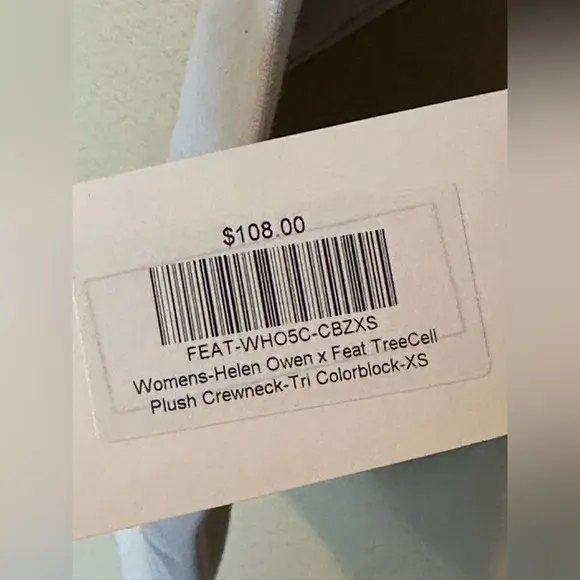 $108.00
FEAT-WHO5C-CBZXS
Womens-Helen Owen x Feat TreeCell
Plush Crewneck-Tri Colorblock-XS